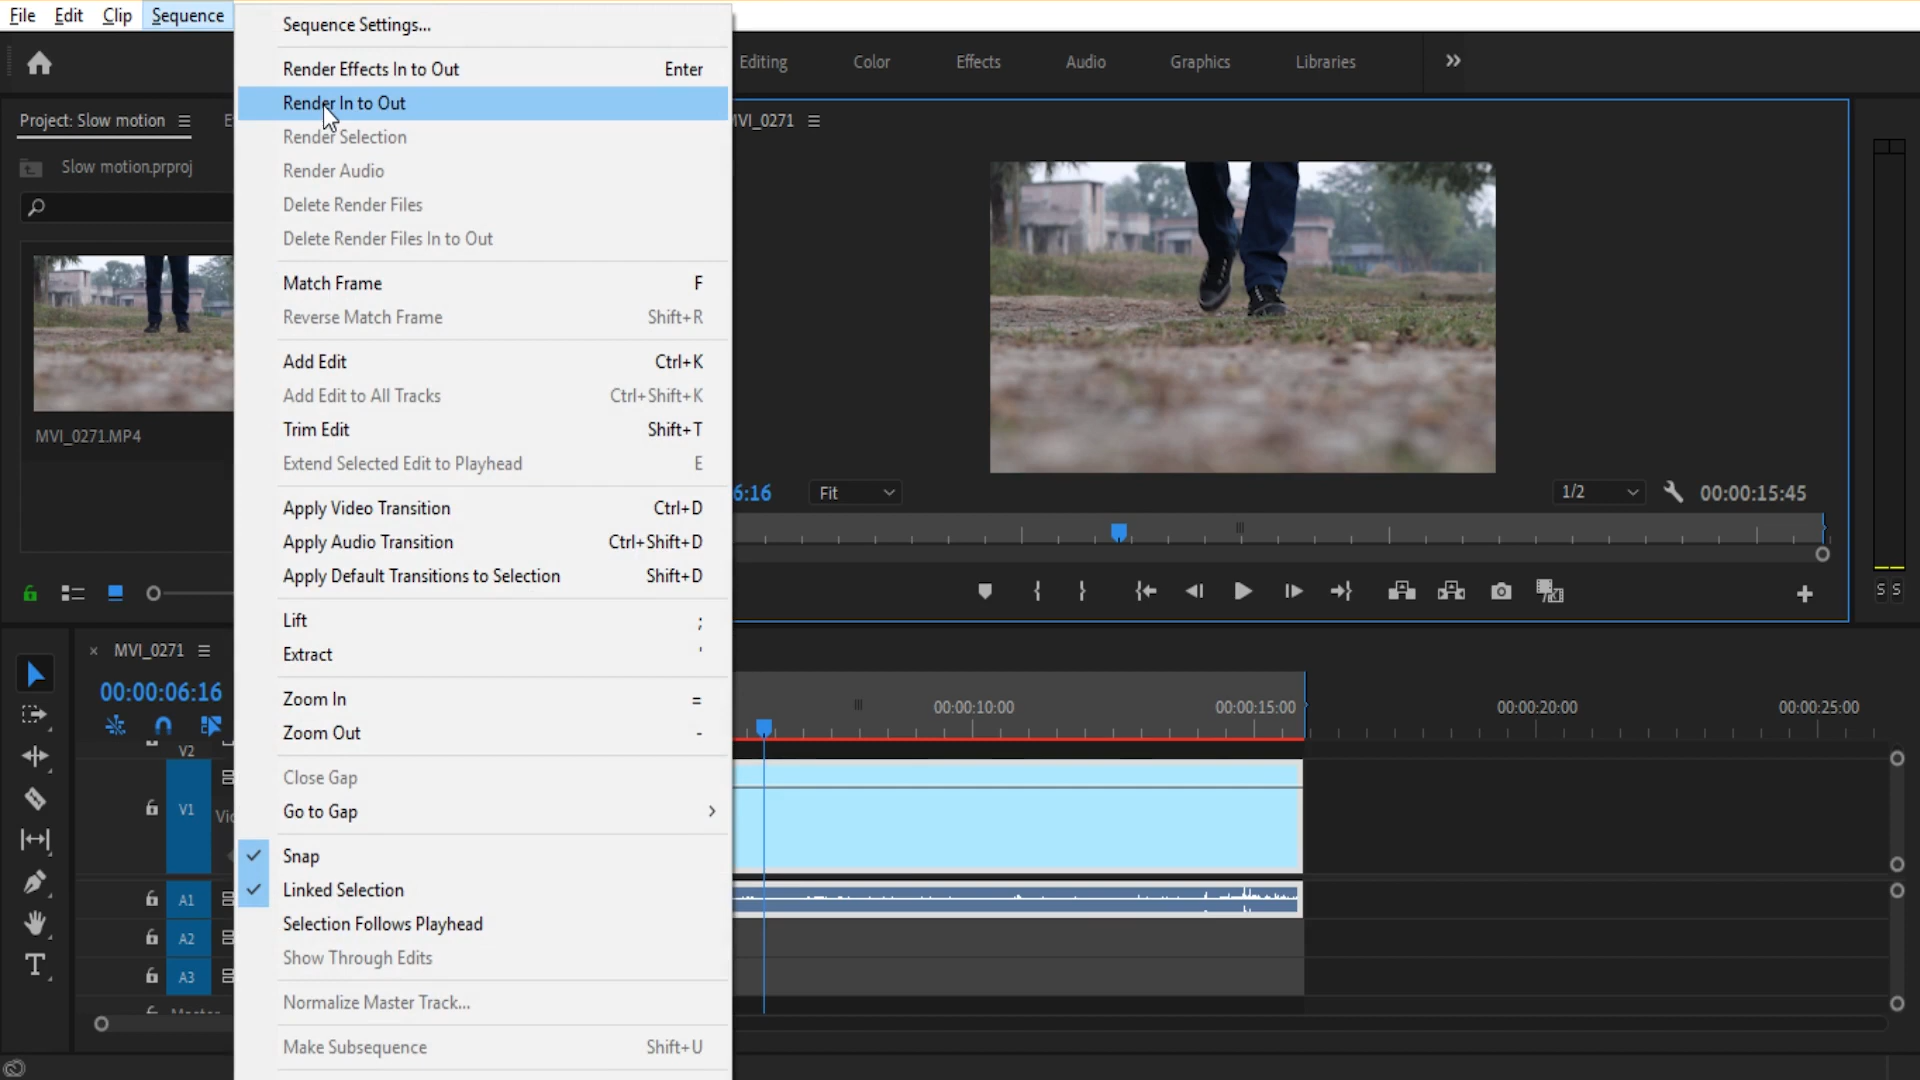 File Edit Clip Sequence
Sequence Settings...
Render Effects In to Out Enter
Render In to Out
Render Selection
Render Audio
Delete Render Files
Delete Render Files In to Out
Match Frame F
Reverse Match Frame Shift+R
Add Edit Ctrl+K
Add Edit to All Tracks Ctrl+Shift+K
Trim Edit Shift+T
Extend Selected Edit to Playhead E
Apply Video Transition Ctrl+D
Apply Audio Transition Ctrl+Shift+D
Apply Default Transitions to Selection Shift+D
Lift ;
Extract '
Zoom In =
Zoom Out -
Close Gap
Go to Gap >
Snap
Linked Selection
Selection Follows Playhead
Show Through Edits
Normalize Master Track...
Make Subsequence Shift+U
Editing Color Effects Audio Graphics Libraries »
Project: Slow motion
Slow motion.prproj
MVI_0271.MP4
MVI_0271
6:16 Fit 1/2 00:00:15:45
S S
× MVI_0271
00:00:06:16
00:00:10:00 00:00:15:00 00:00:20:00 00:00:25:00
V2
V1
A1
A2
A3